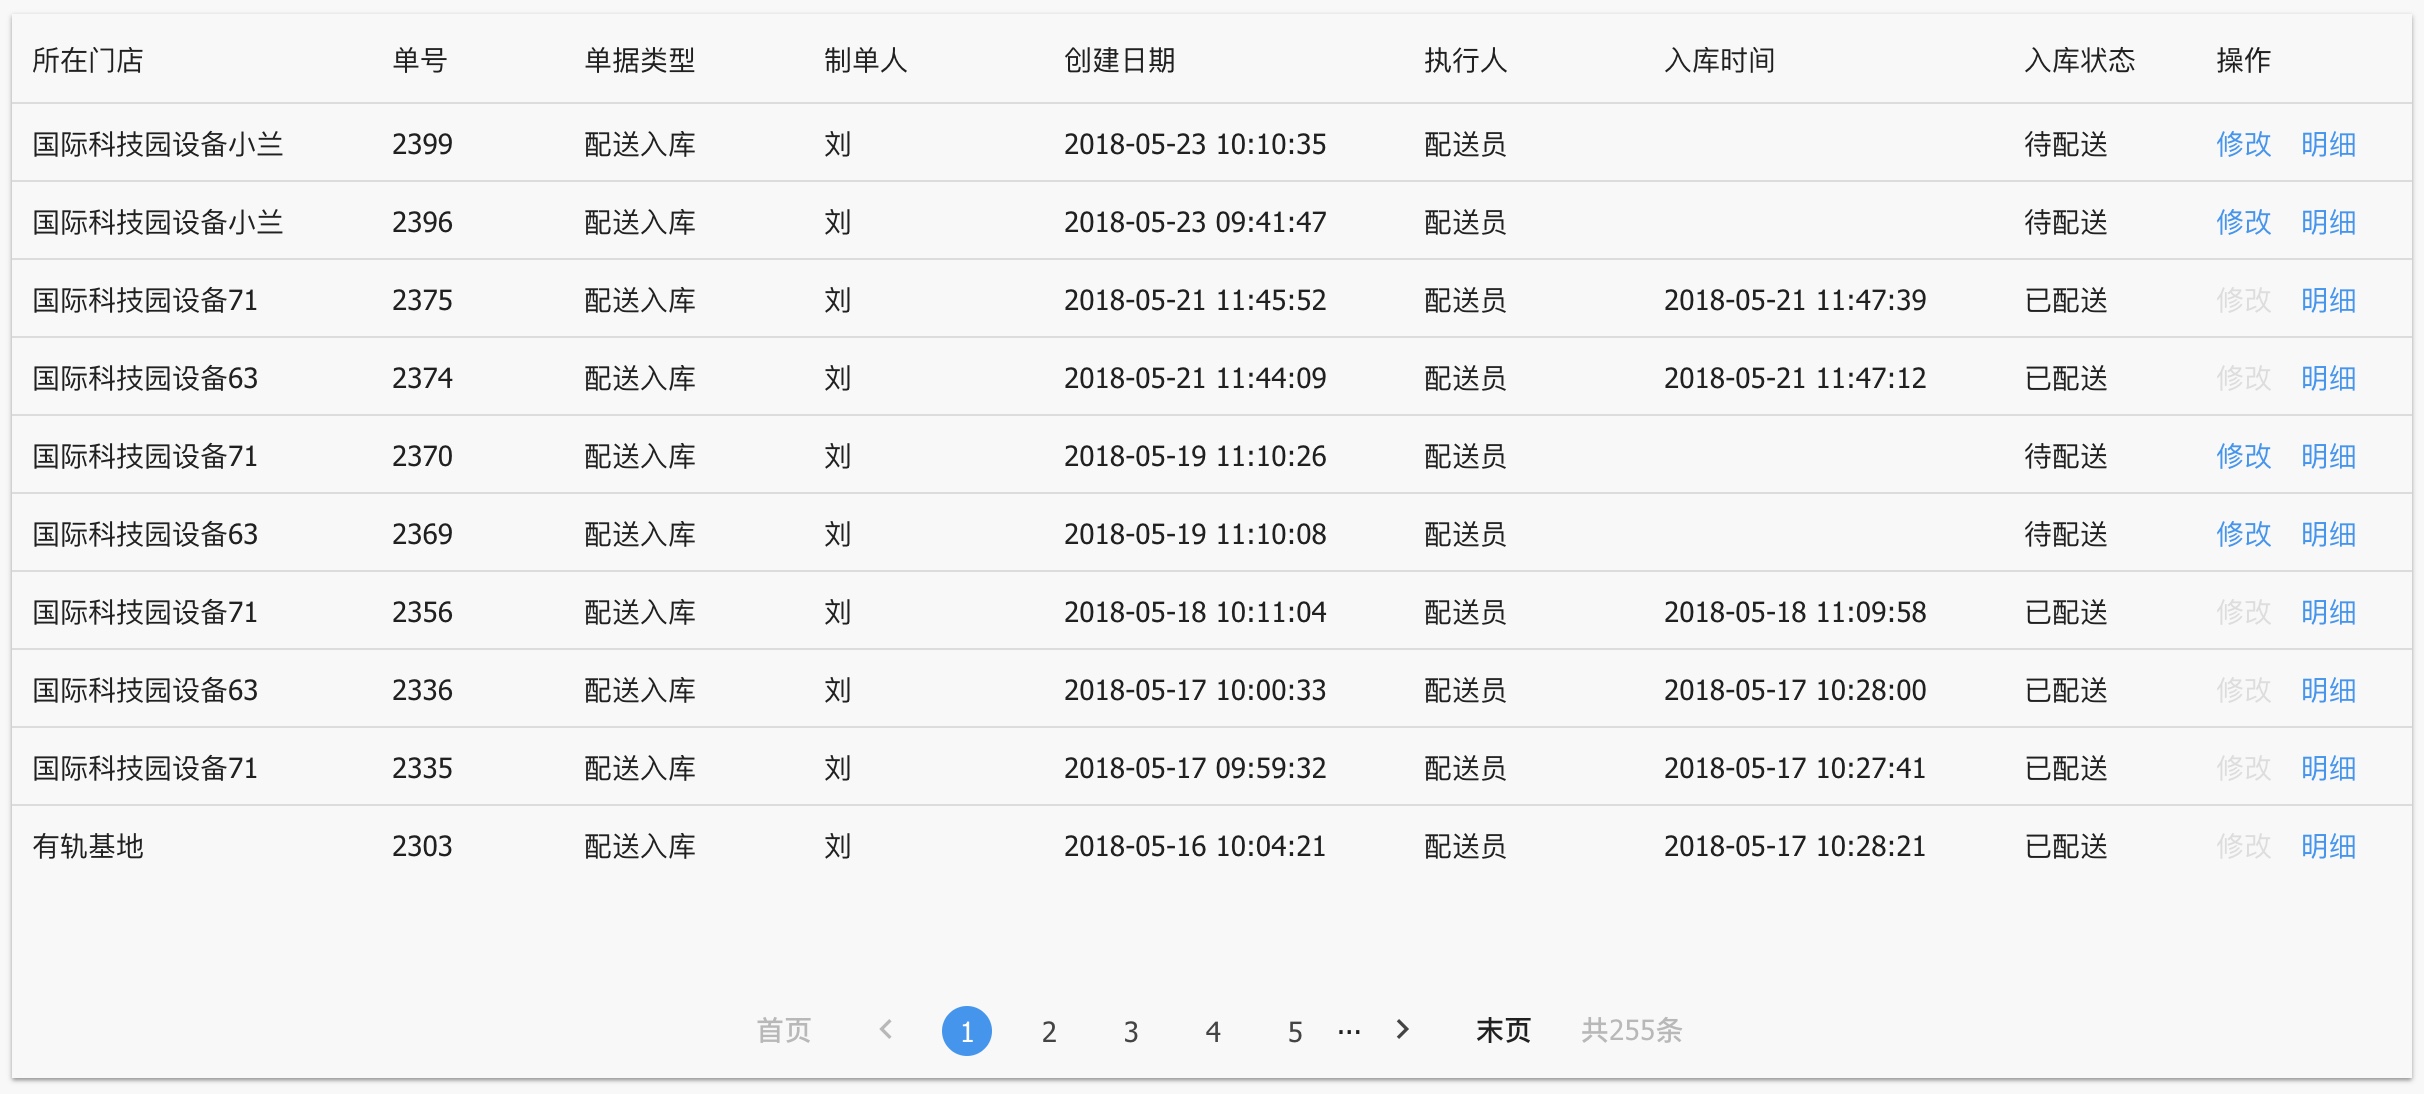 所在门店 单号 单据类型 制单人 创建日期 执行人 入库时间 入库状态 操作
国际科技园设备小兰 2399 配送入库 刘 2018-05-23 10:10:35 配送员 待配送 修改 明细
国际科技园设备小兰 2396 配送入库 刘 2018-05-23 09:41:47 配送员 待配送 修改 明细
国际科技园设备71 2375 配送入库 刘 2018-05-21 11:45:52 配送员 2018-05-21 11:47:39 已配送 修改 明细
国际科技园设备63 2374 配送入库 刘 2018-05-21 11:44:09 配送员 2018-05-21 11:47:12 已配送 修改 明细
国际科技园设备71 2370 配送入库 刘 2018-05-19 11:10:26 配送员 待配送 修改 明细
国际科技园设备63 2369 配送入库 刘 2018-05-19 11:10:08 配送员 待配送 修改 明细
国际科技园设备71 2356 配送入库 刘 2018-05-18 10:11:04 配送员 2018-05-18 11:09:58 已配送 修改 明细
国际科技园设备63 2336 配送入库 刘 2018-05-17 10:00:33 配送员 2018-05-17 10:28:00 已配送 修改 明细
国际科技园设备71 2335 配送入库 刘 2018-05-17 09:59:32 配送员 2018-05-17 10:27:41 已配送 修改 明细
有轨基地 2303 配送入库 刘 2018-05-16 10:04:21 配送员 2018-05-17 10:28:21 已配送 修改 明细
首页 1 2 3 4 5 ... 末页 共255条